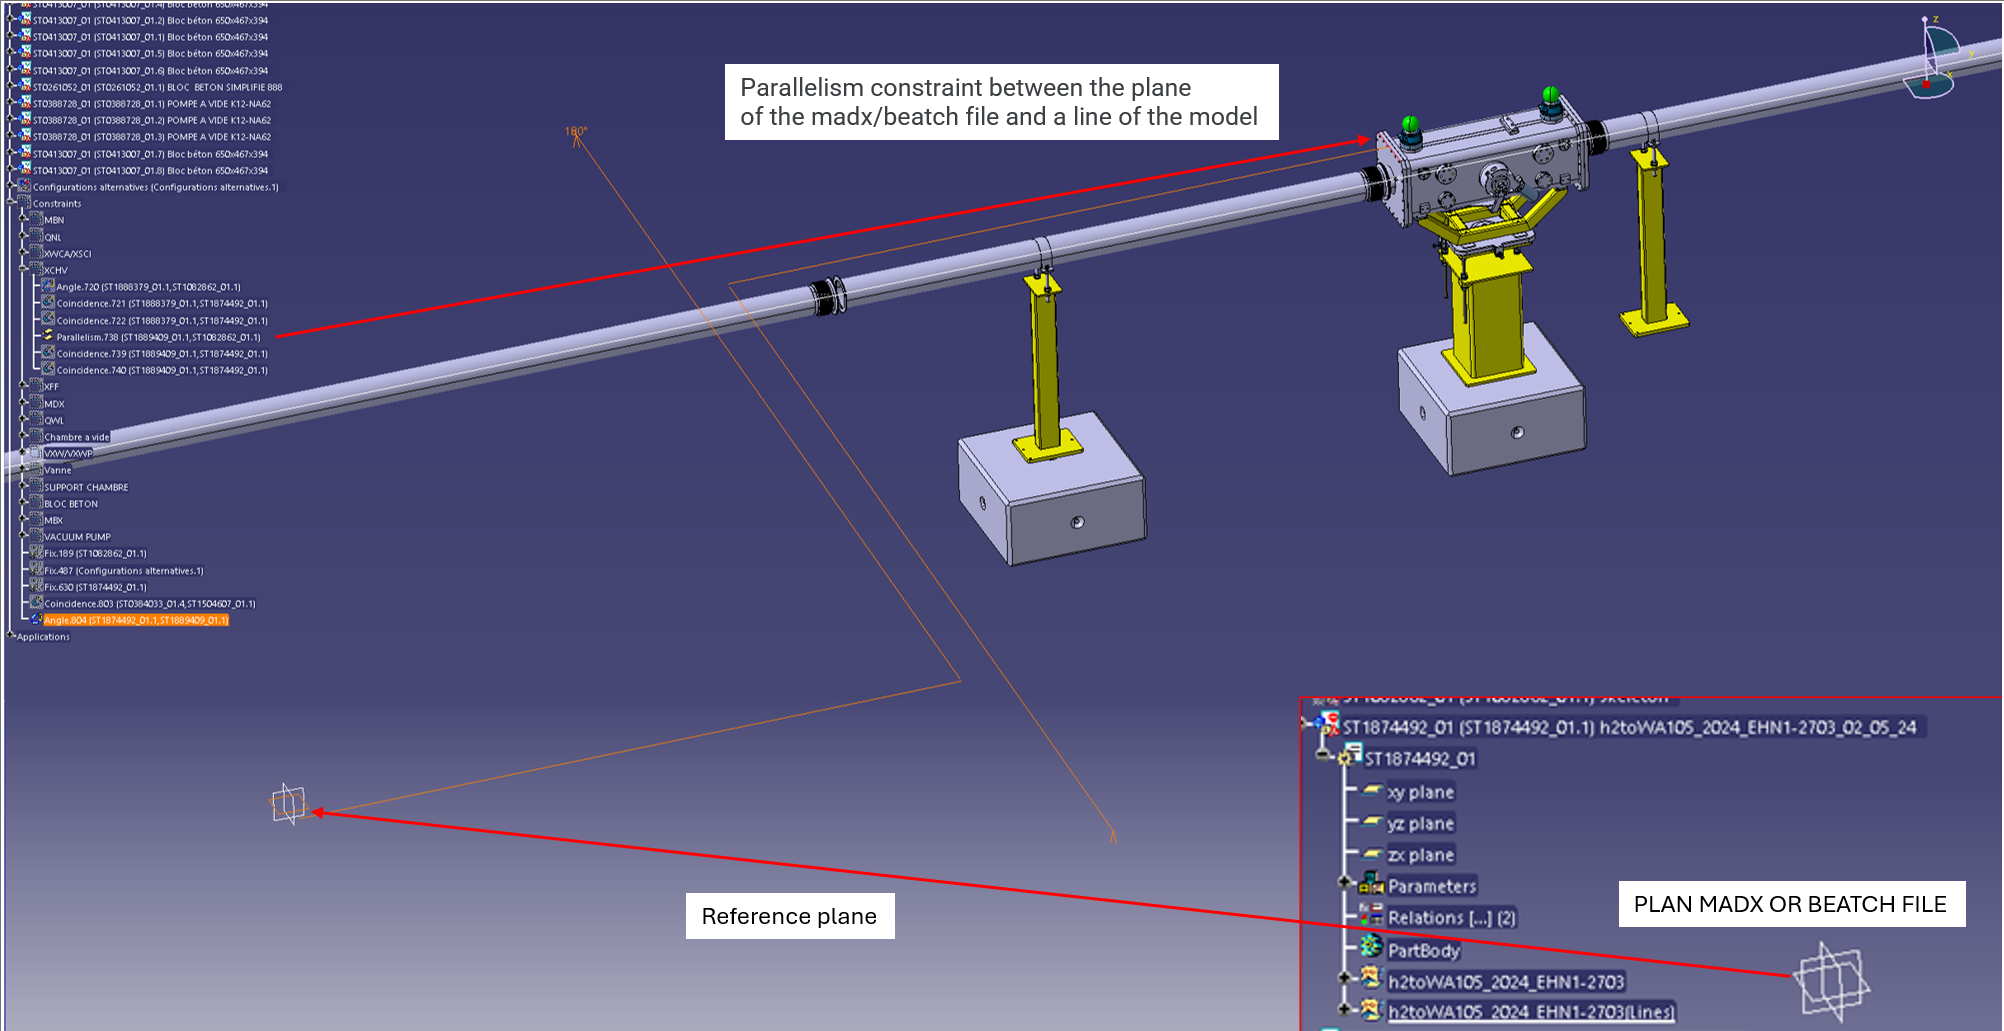 ST0413007_01 (ST0413007_01.4) Bloc béton 650x467x394
ST0413007_01 (ST0413007_01.2) Bloc béton 650x467x394
ST0413007_01 (ST0413007_01.1) Bloc béton 650x467x394
ST0413007_01 (ST0413007_01.5) Bloc béton 650x467x394
ST0413007_01 (ST0413007_01.6) Bloc béton 650x467x394
ST0261052_01 (ST0261052_01.1) BLOC BETON SIMPLIFIE 888
ST0388728_01 (ST0388728_01.1) POMPE A VIDE K12-NA62
ST0388728_01 (ST0388728_01.2) POMPE A VIDE K12-NA62
ST0388728_01 (ST0388728_01.3) POMPE A VIDE K12-NA62
ST0413007_01 (ST0413007_01.7) Bloc béton 650x467x394
ST0413007_01 (ST0413007_01.8) Bloc béton 650x467x394
Configurations alternatives (Configurations alternatives.1)
Constraints
MBN
QNL
XWCA/XSCI
XCHV
Angle.720 (ST1888379_01.1,ST1082862_01.1)
Coincidence.721 (ST1888379_01.1,ST1874492_01.1)
Coincidence.722 (ST1888379_01.1,ST1874492_01.1)
Parallelism.738 (ST1889409_01.1,ST1082862_01.1)
Coincidence.739 (ST1889409_01.1,ST1874492_01.1)
Coincidence.740 (ST1889409_01.1,ST1874492_01.1)
XFF
MDX
QWL
Chambre a vide
VXW/VXWP
Vanne
SUPPORT CHAMBRE
BLOC BETON
MBX
VACUUM PUMP
Fix.189 (ST1082862_01.1)
Fix.487 (Configurations alternatives.1)
Fix.630 (ST1874492_01.1)
Coincidence.803 (ST0384033_01.4,ST1504607_01.1)
Angle.804 (ST1874492_01.1,ST1889409_01.1)
Applications
180°
Parallelism constraint between the plane
of the madx/beatch file and a line of the model
z
y
x
Reference plane
ST1082862_01 (ST1082862_01.1) skeleton
ST1874492_01 (ST1874492_01.1) h2toWA105_2024_EHN1-2703_02_05_24
ST1874492_01
xy plane
yz plane
zx plane
Parameters
Relations [...] (2)
PartBody
h2toWA105_2024_EHN1-2703
h2toWA105_2024_EHN1-2703(Lines)
PLAN MADX OR BEATCH FILE